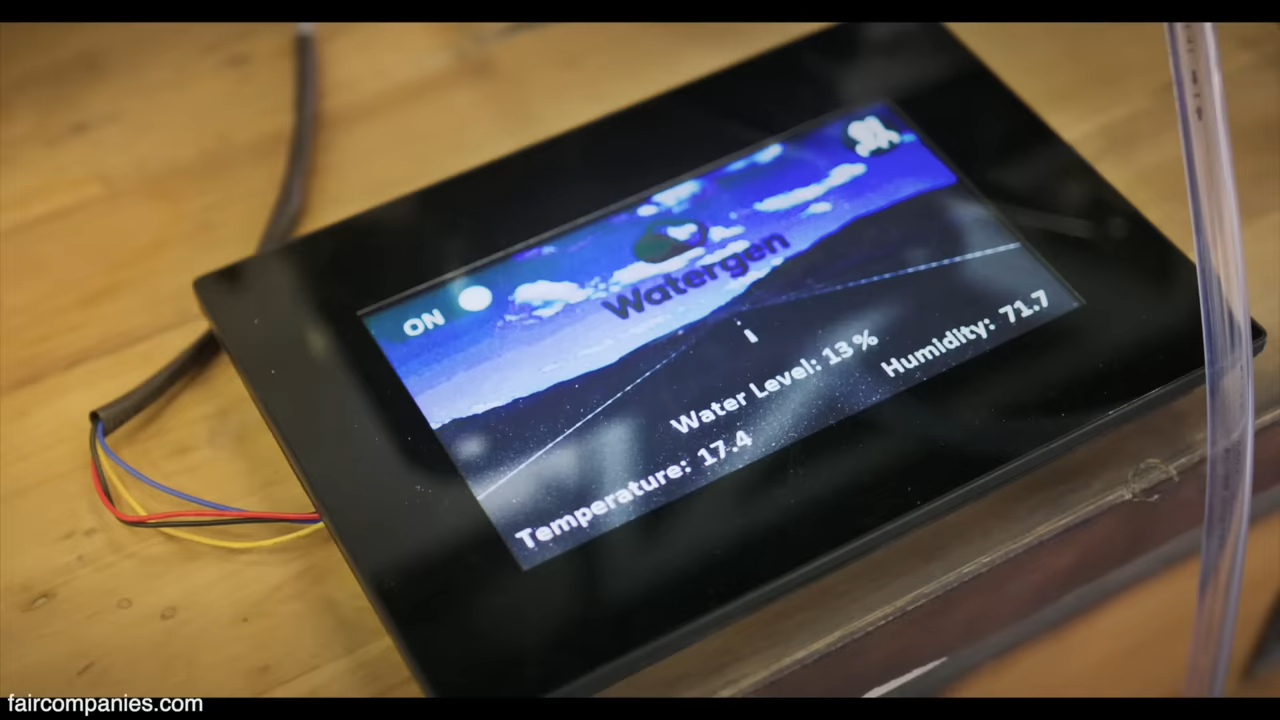 ON
Watergen
Water Level: 13%
Humidity: 71.7
Temperature: 17.4
faircompanies.com